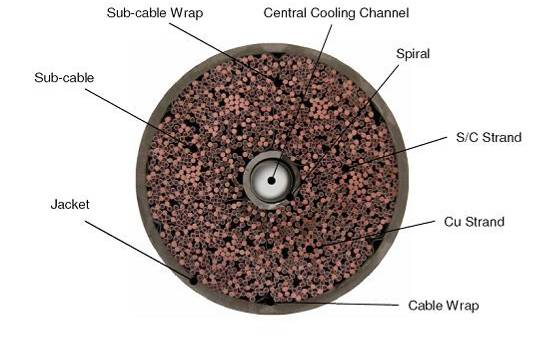 Sub-cable Wrap
Central Cooling Channel
Spiral
Sub-cable
S/C Strand
Jacket
Cu Strand
Cable Wrap